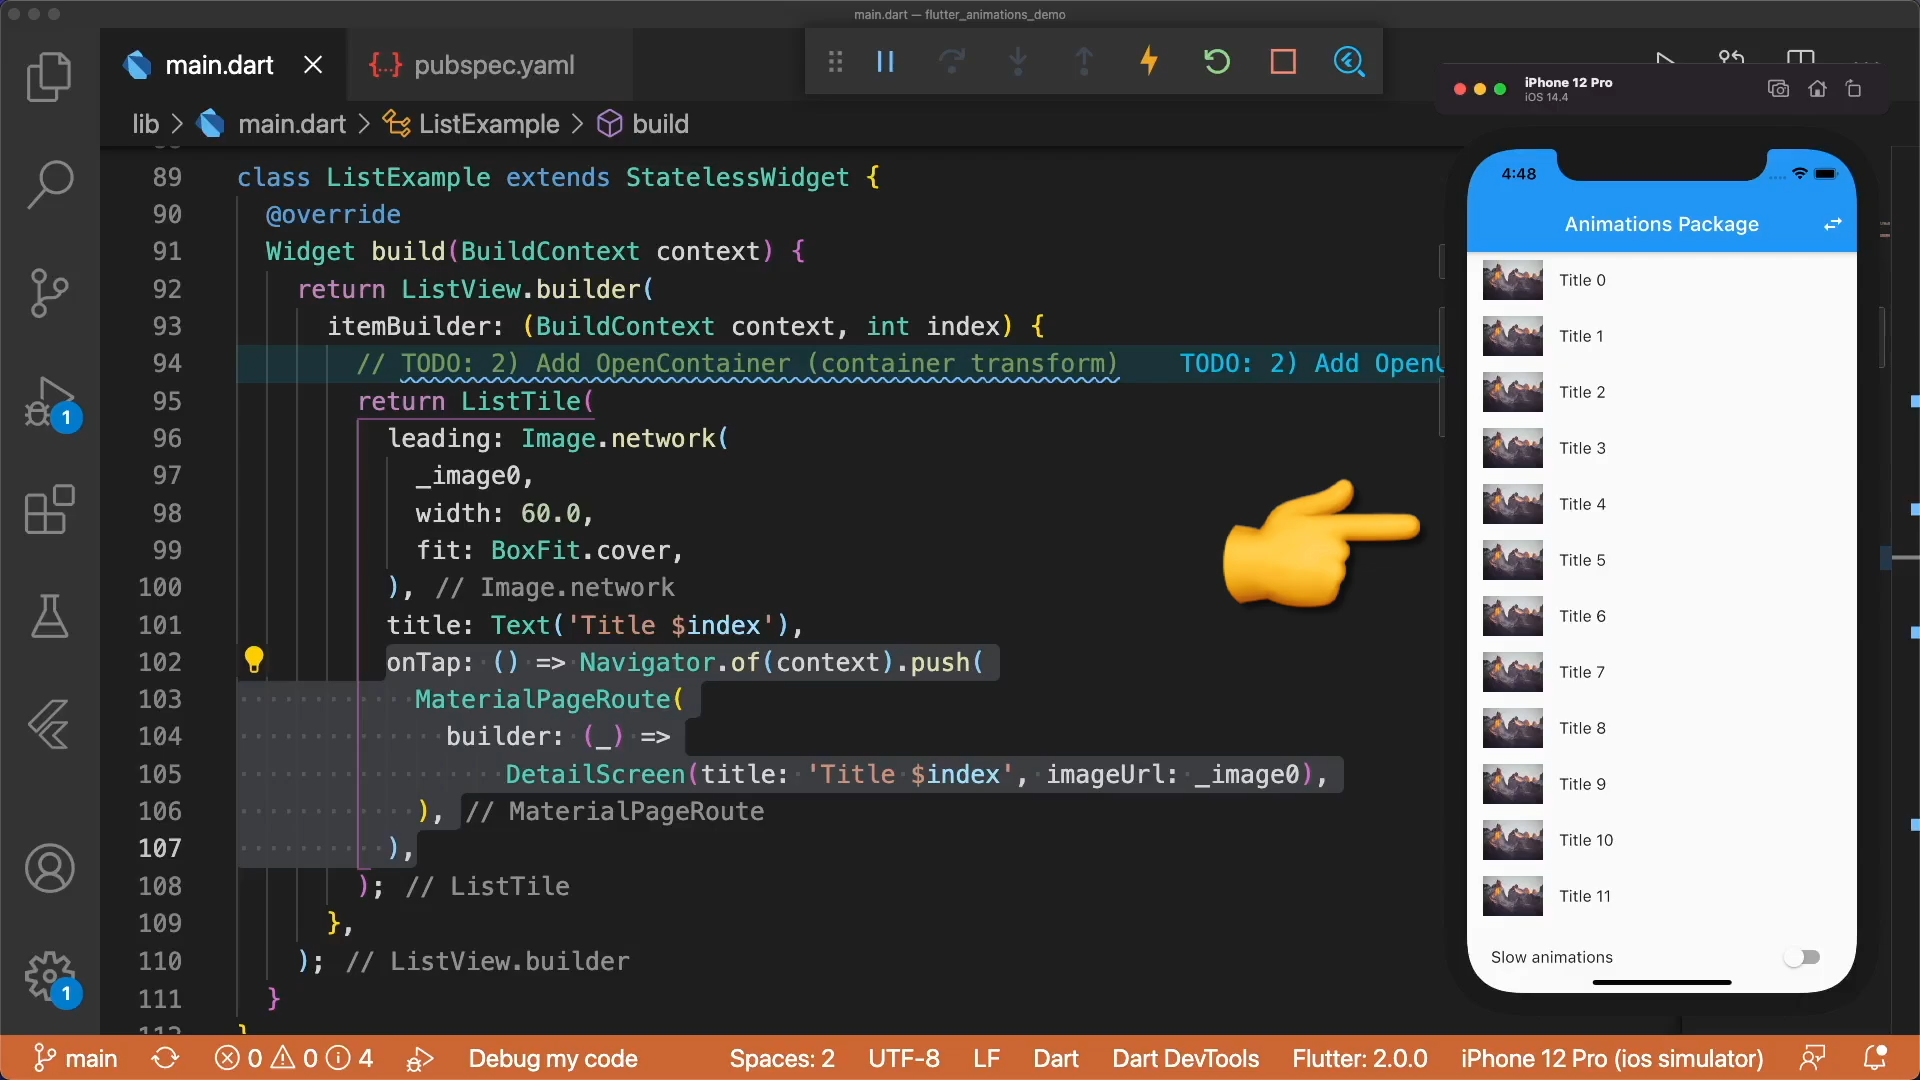 main.dart — flutter_animations_demo
main.dart
{...} pubspec.yaml
lib > main.dart > ListExample > build
89 class ListExample extends StatelessWidget {
90 @override
91 Widget build(BuildContext context) {
92 return ListView.builder(
93 itemBuilder: (BuildContext context, int index) {
94 // TODO: 2) Add OpenContainer (container transform) TODO: 2) Add Open
95 return ListTile(
96 leading: Image.network(
97 _image0,
98 width: 60.0,
99 fit: BoxFit.cover,
100 ), // Image.network
101 title: Text('Title $index'),
102 onTap: () => Navigator.of(context).push(
103 MaterialPageRoute(
104 builder: (_) =>
105 DetailScreen(title: 'Title $index', imageUrl: _image0),
106 ), // MaterialPageRoute
107 ),
108 ); // ListTile
109 },
110 ); // ListView.builder
111 }
}
1
1
iPhone 12 Pro
iOS 14.4
4:48
Animations Package
Title 0
Title 1
Title 2
Title 3
Title 4
Title 5
Title 6
Title 7
Title 8
Title 9
Title 10
Title 11
Slow animations
main 0 0 4 Debug my code Spaces: 2 UTF-8 LF Dart Dart DevTools Flutter: 2.0.0 iPhone 12 Pro (ios simulator)